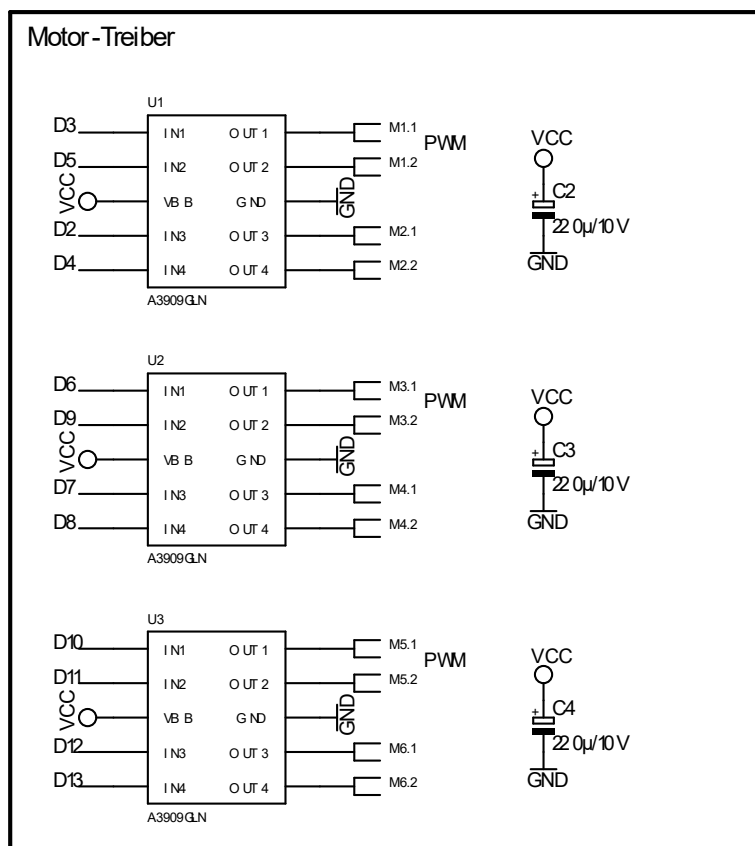 Motor-Treiber
U1
D3 IN1 OUT1 M1.1 PWM
D5 IN2 OUT2 M1.2
VCC VBB GND GND
D2 IN3 OUT3 M2.1
D4 IN4 OUT4 M2.2
A3909GLN
VCC
+ C2
220µ/10V
GND
U2
D6 IN1 OUT1 M3.1 PWM
D9 IN2 OUT2 M3.2
VCC VBB GND GND
D7 IN3 OUT3 M4.1
D8 IN4 OUT4 M4.2
A3909GLN
VCC
+ C3
220µ/10V
GND
U3
D10 IN1 OUT1 M5.1 PWM
D11 IN2 OUT2 M5.2
VCC VBB GND GND
D12 IN3 OUT3 M6.1
D13 IN4 OUT4 M6.2
A3909GLN
VCC
+ C4
220µ/10V
GND